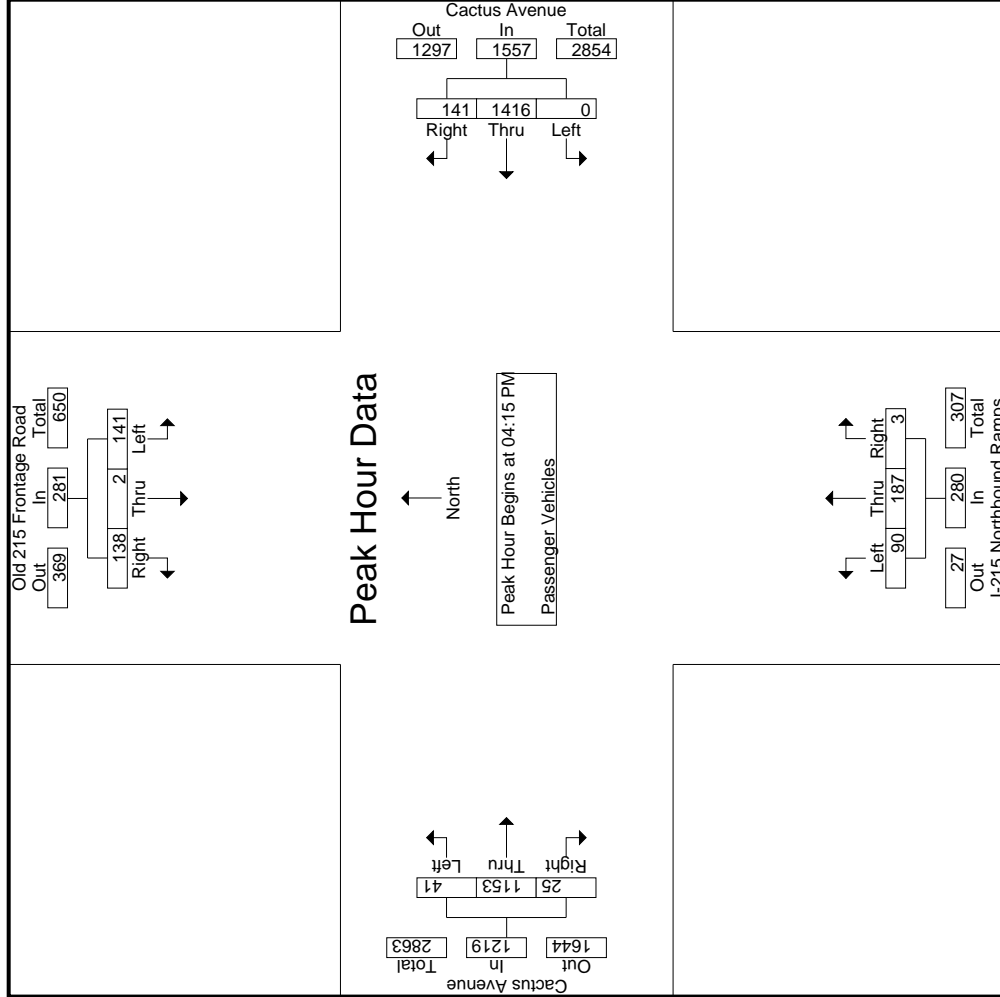 Cactus Avenue
Out In Total
1297 1557 2854
141 1416 0
Right Thru Left
Old 215 Frontage Road
Out In Total
369 281 650
138 2 141
Right Thru Left
Peak Hour Data
North
Peak Hour Begins at 04:15 PM
Passenger Vehicles
Left Thru Right
90 187 3
27 280 307
Out In Total
I-215 Northbound Ramps
Left Thru Right
41 1153 25
2863 1219 1644
Total In Out
Cactus Avenue